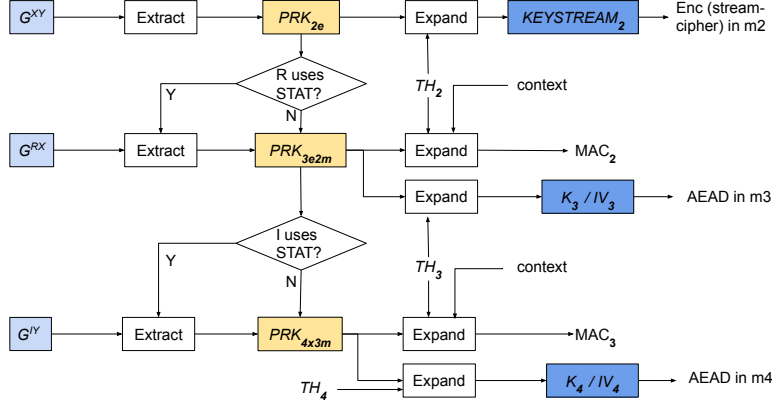 G^XY Extract PRK_2e Expand KEYSTREAM_2 Enc (stream-
cipher) in m2
R uses
STAT?
Y N TH_2 context
G^RX Extract PRK_3e2m Expand MAC_2
Expand K_3 / IV_3 AEAD in m3
I uses
STAT?
Y N TH_3 context
G^IY Extract PRK_4x3m Expand MAC_3
TH_4 Expand K_4 / IV_4 AEAD in m4